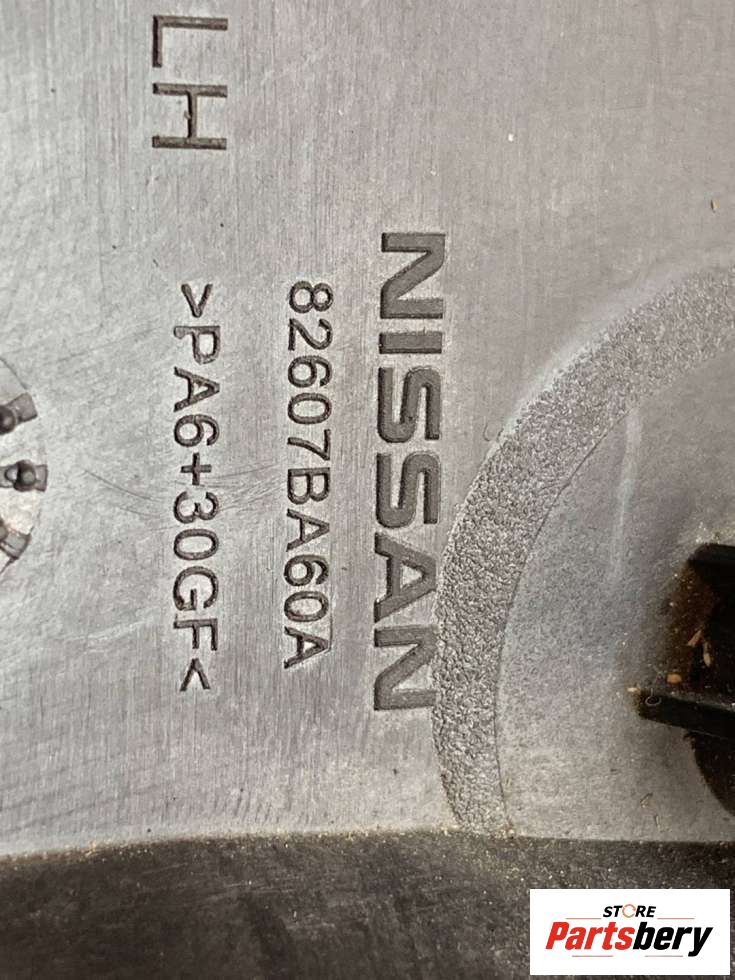 NISSAN
82607BA60A
>PA6+30GF<
LH
STORE
Partsbery